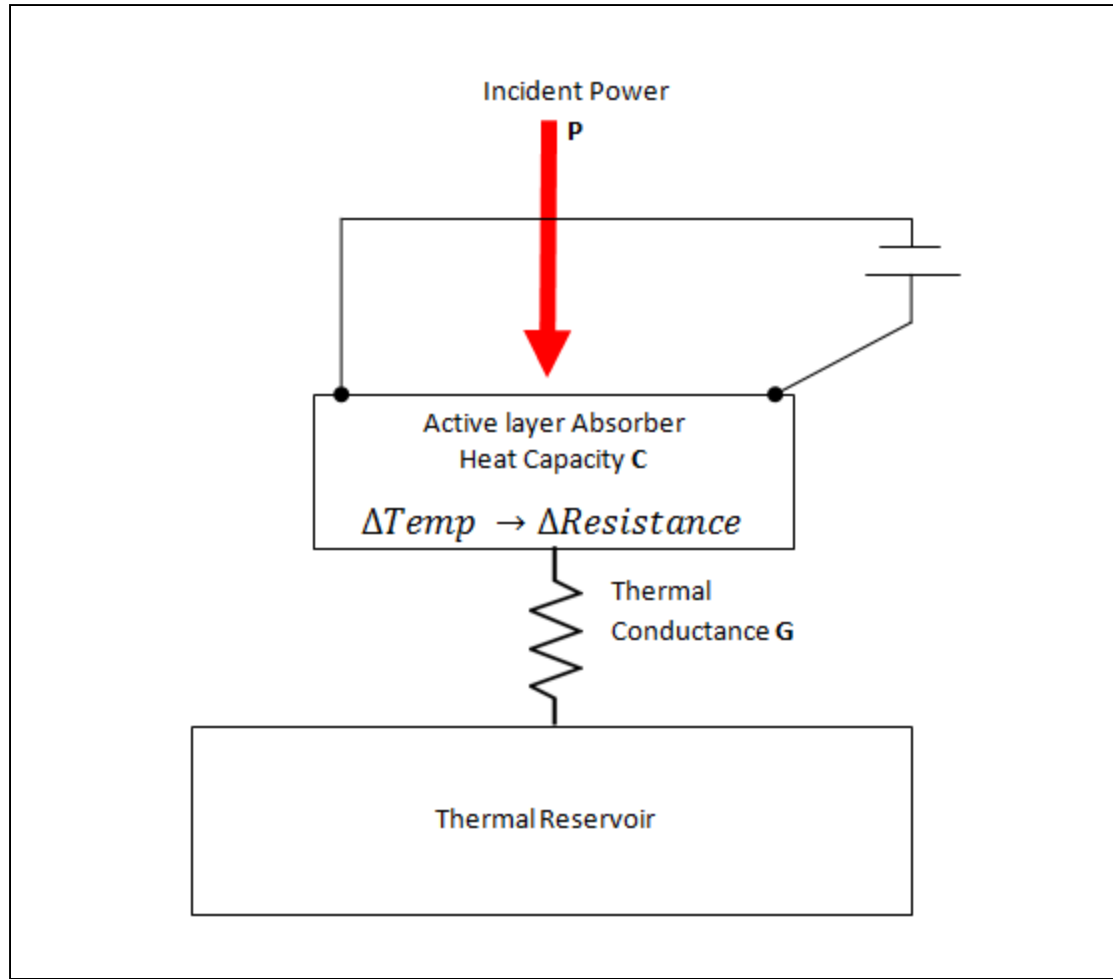 Incident Power
P
Active layer Absorber
Heat Capacity C
ΔTemp → ΔResistance
Thermal
Conductance G
Thermal Reservoir